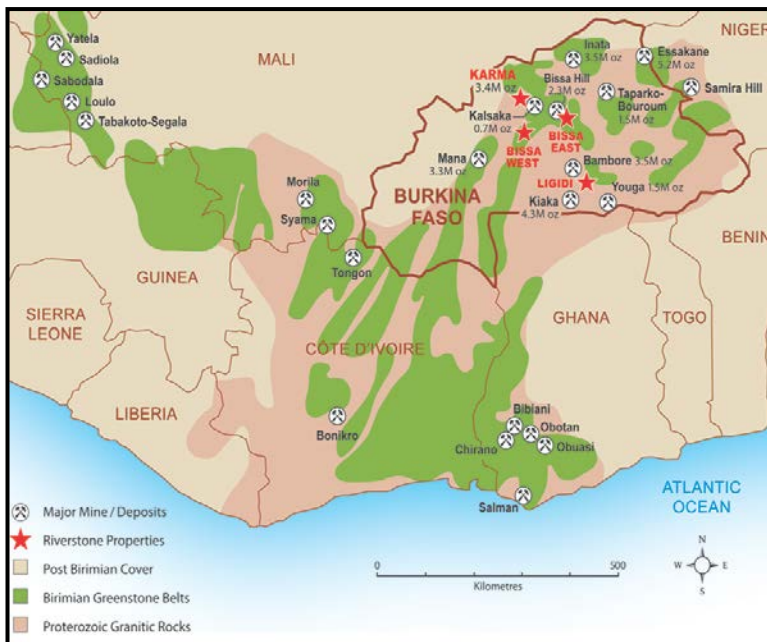 Yatela
Sadiola
Sabodala
Loulo
Tabakoto-Segala
MALI
NIGER
Inata
3.5M oz
Essakane
5.2M oz
KARMA
3.4M oz
Bissa Hill
2.3M oz
Taparko-
Bouroum
1.5M oz
Samira Hill
Kalsaka
0.7M oz
BISSA
WEST
BISSA
EAST
Mana
3.3M oz
Bambore 3.5M oz
LIGIDI
Youga 1.5M oz
Kiaka
4.3M oz
BURKINA
FASO
Morila
Syama
Tongon
BENIN
GUINEA
SIERRA
LEONE
GHANA
TOGO
CÔTE D'IVOIRE
LIBERIA
Bonikro
Bibiani
Obotan
Chirano
Obuasi
Salman
ATLANTIC
OCEAN
Major Mine / Deposits
Riverstone Properties
Post Birimian Cover
Birimian Greenstone Belts
Proterozoic Granitic Rocks
0 500
Kilometres
N
W E
S